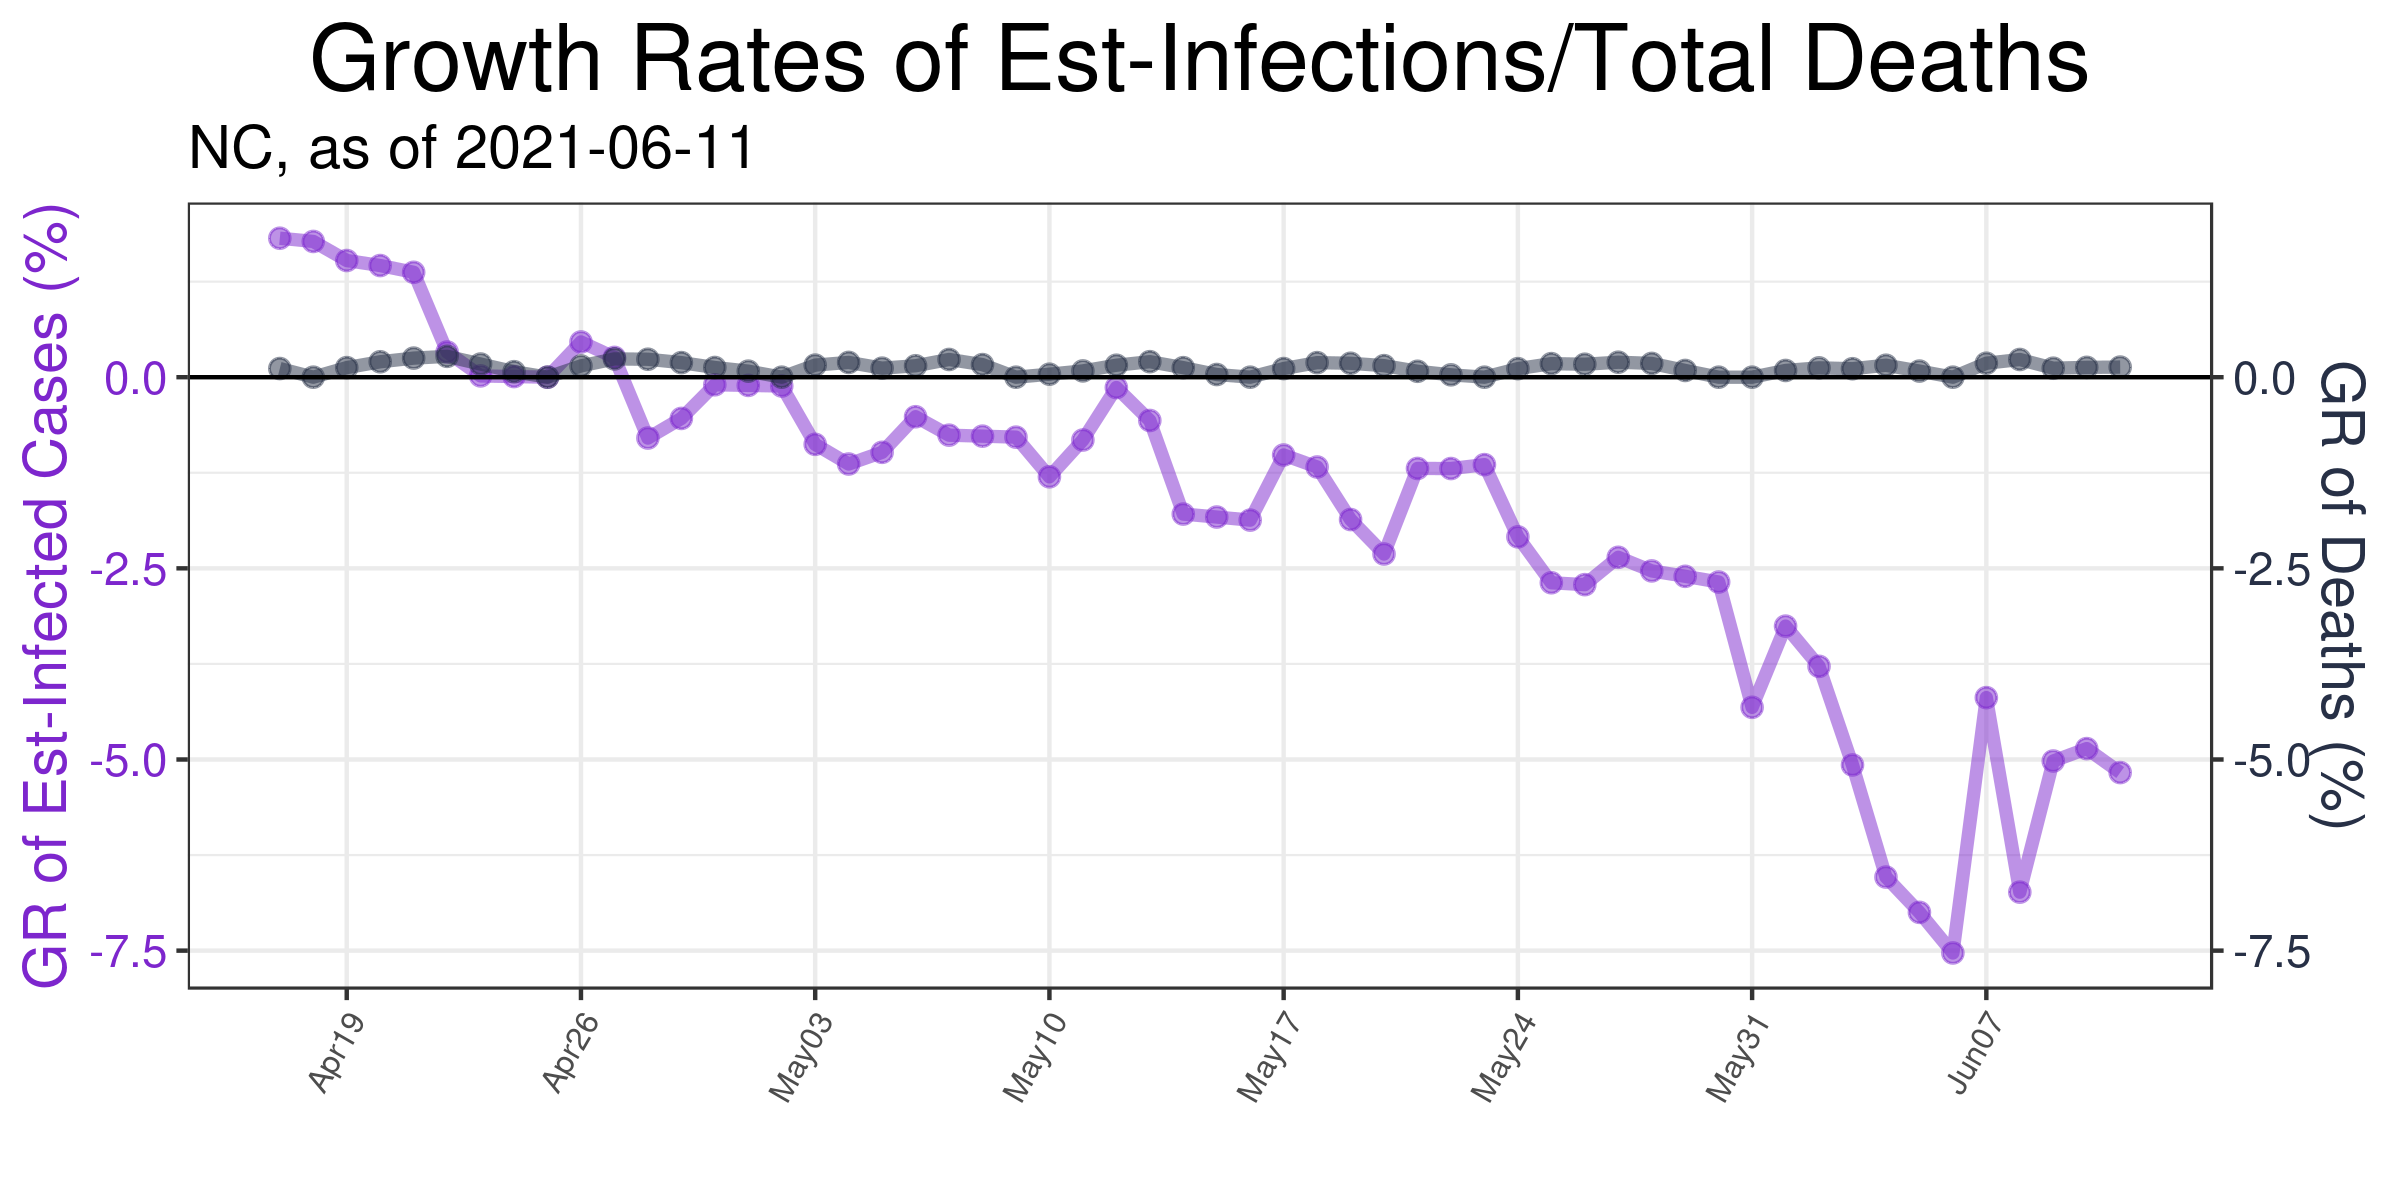 Growth Rates of Est-Infections/Total Deaths
NC, as of 2021-06-11
GR of Est-Infected Cases (%)
0.0
-2.5
-5.0
-7.5
0.0
-2.5
-5.0
-7.5
GR of Deaths (%)
Apr19
Apr26
May03
May10
May17
May24
May31
Jun07